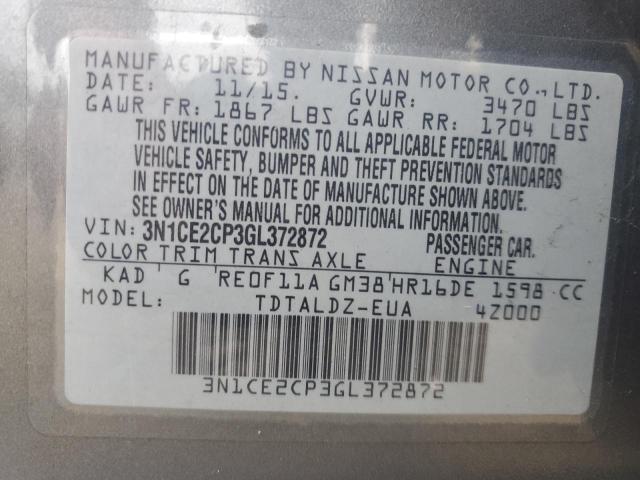 MANUFACTURED BY NISSAN MOTOR CO., LTD.
DATE: 11/15. GVWR: 3470 LBS
GAWR FR: 1867 LBS GAWR RR: 1704 LBS
THIS VEHICLE CONFORMS TO ALL APPLICABLE FEDERAL MOTOR
VEHICLE SAFETY, BUMPER AND THEFT PREVENTION STANDARDS
IN EFFECT ON THE DATE OF MANUFACTURE SHOWN ABOVE.
SEE OWNER'S MANUAL FOR ADDITIONAL INFORMATION.
VIN: 3N1CE2CP3GL372872 PASSENGER CAR.
COLOR TRIM TRANS AXLE ENGINE
KAD G RE0F11A GM38 HR16DE 1598 CC
MODEL: TDTALDZ-EUA 4Z000
3N1CE2CP3GL372872